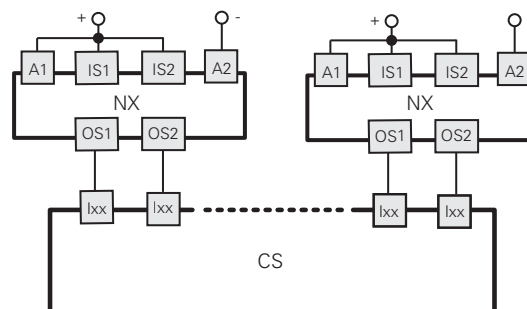 + - +
A1 IS1 IS2 A2 A1 IS1 IS2 A2
NX NX
OS1 OS2 OS1 OS2
Ixx Ixx Ixx Ixx
CS